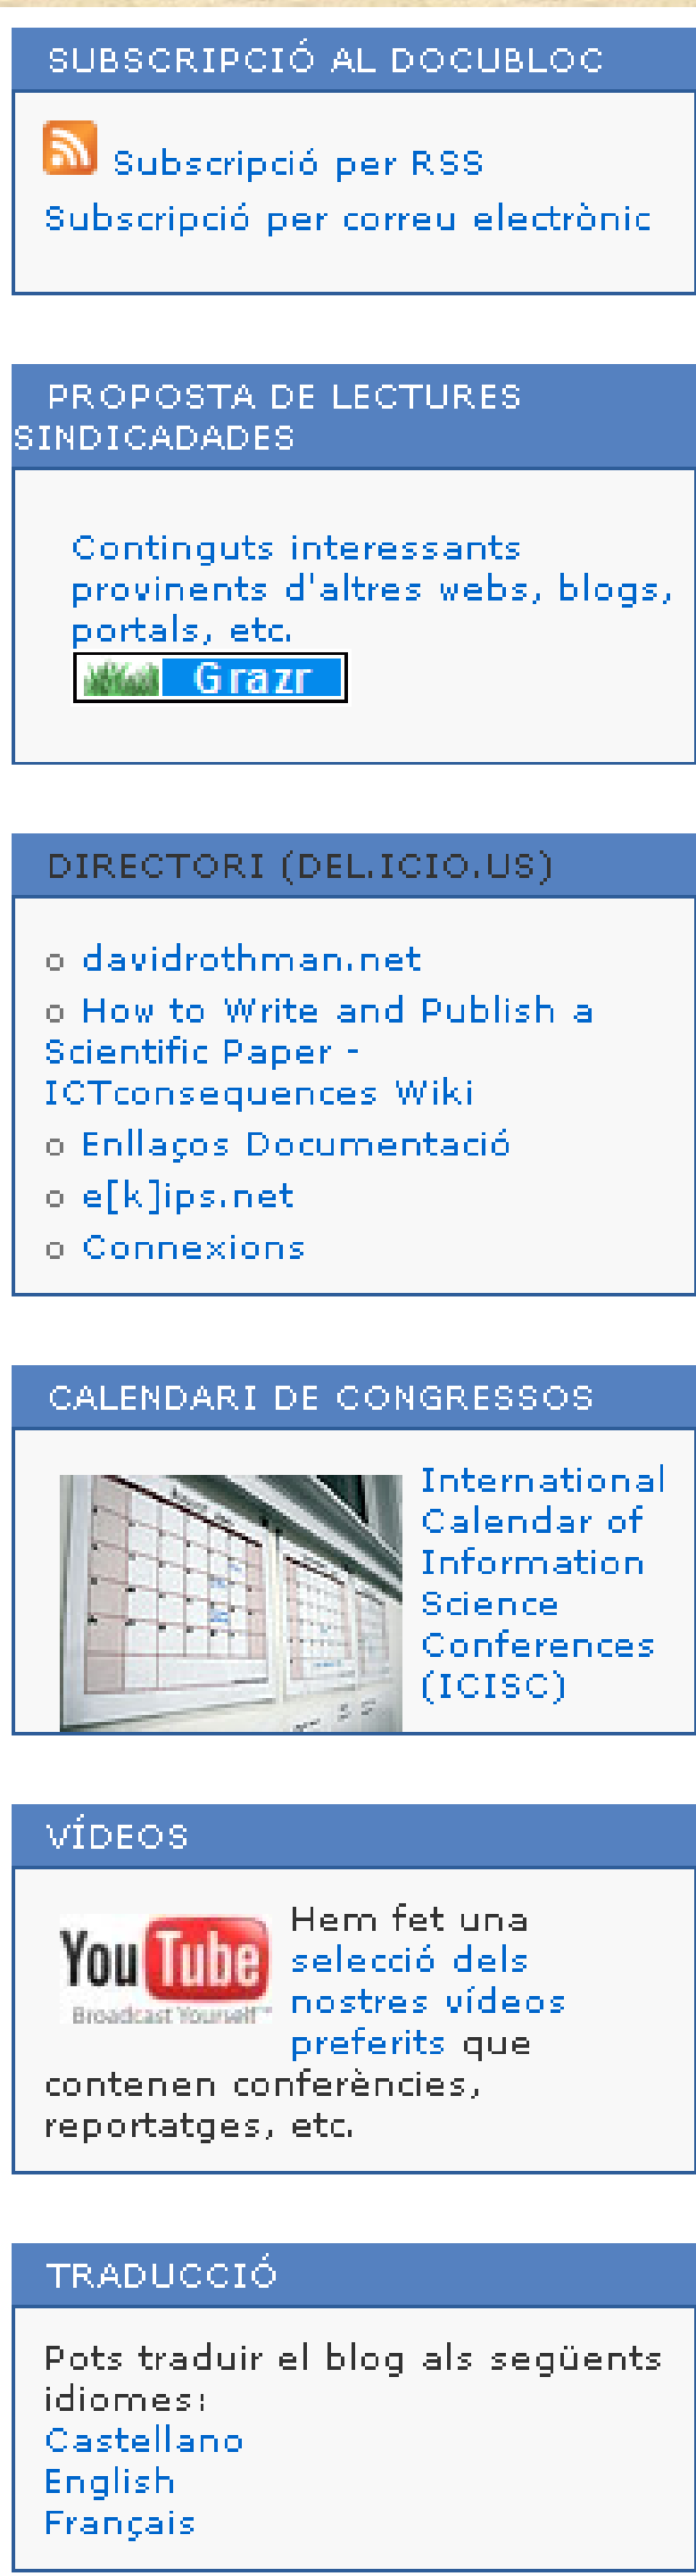 SUBSCRIPCIÓ AL DOCUBLOC
Subscripció per RSS
Subscripció per correu electrònic
PROPOSTA DE LECTURES
SINDICADADES
Continguts interessants
provinents d'altres webs, blogs,
portals, etc.
Grazr
DIRECTORI (DEL.ICIO.US)
o davidrothman.net
o How to Write and Publish a
Scientific Paper -
ICTconsequences Wiki
o Enllaços Documentació
o e[k]ips.net
o Connexions
CALENDARI DE CONGRESSOS
International
Calendar of
Information
Science
Conferences
(ICISC)
VÍDEOS
YouTube
Broadcast Yourself™
Hem fet una
selecció dels
nostres vídeos
preferits que
contenen conferències,
reportatges, etc.
TRADUCCIÓ
Pots traduir el blog als següents
idiomes:
Castellano
English
Français